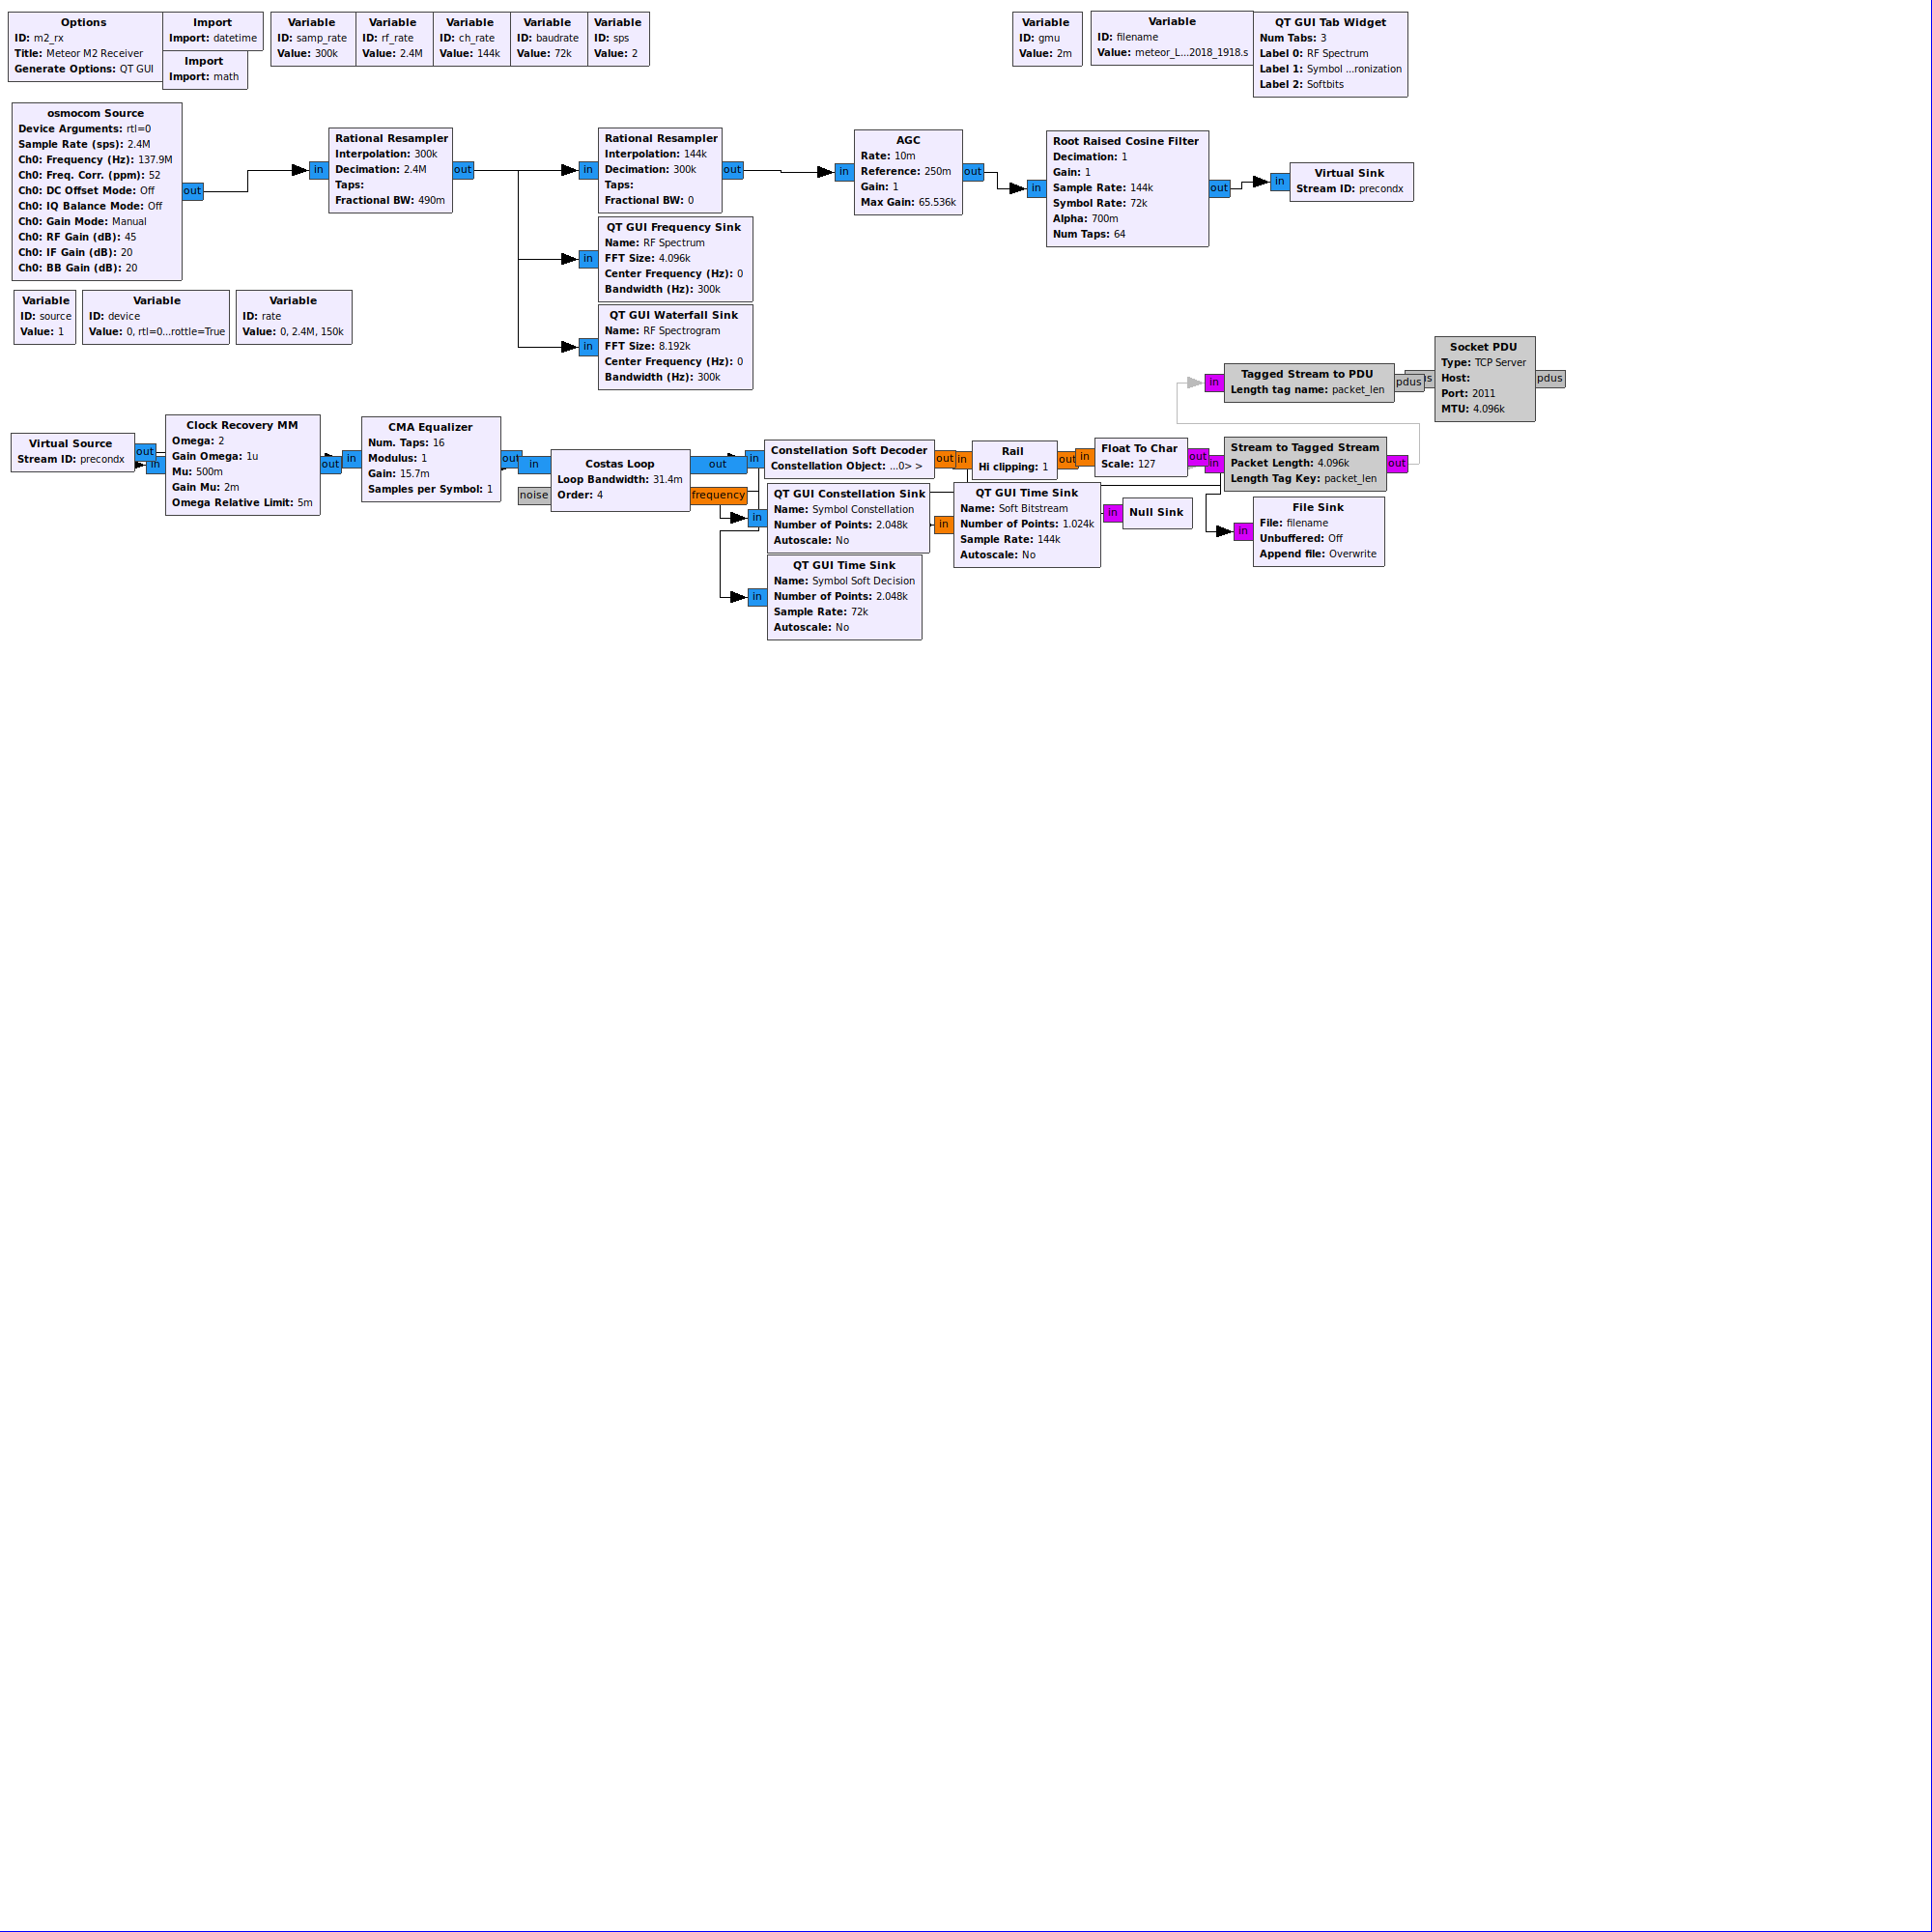 Options
ID: m2_rx
Title: Meteor M2 Receiver
Generate Options: QT GUI
Import
Import: datetime
Import
Import: math
Variable
ID: samp_rate
Value: 300k
Variable
ID: rf_rate
Value: 2.4M
Variable
ID: ch_rate
Value: 144k
Variable
ID: baudrate
Value: 72k
Variable
ID: sps
Value: 2
Variable
ID: gmu
Value: 2m
Variable
ID: filename
Value: meteor_L...2018_1918.s
QT GUI Tab Widget
Num Tabs: 3
Label 0: RF Spectrum
Label 1: Symbol ...ronization
Label 2: Softbits
osmocom Source
Device Arguments: rtl=0
Sample Rate (sps): 2.4M
Ch0: Frequency (Hz): 137.9M
Ch0: Freq. Corr. (ppm): 52
Ch0: DC Offset Mode: Off
Ch0: IQ Balance Mode: Off
Ch0: Gain Mode: Manual
Ch0: RF Gain (dB): 45
Ch0: IF Gain (dB): 20
Ch0: BB Gain (dB): 20
out
in
Rational Resampler
Interpolation: 300k
Decimation: 2.4M
Taps:
Fractional BW: 490m
out
in
Rational Resampler
Interpolation: 144k
Decimation: 300k
Taps:
Fractional BW: 0
out
in
AGC
Rate: 10m
Reference: 250m
Gain: 1
Max Gain: 65.536k
out
in
Root Raised Cosine Filter
Decimation: 1
Gain: 1
Sample Rate: 144k
Symbol Rate: 72k
Alpha: 700m
Num Taps: 64
out
in
Virtual Sink
Stream ID: precondx
in
QT GUI Frequency Sink
Name: RF Spectrum
FFT Size: 4.096k
Center Frequency (Hz): 0
Bandwidth (Hz): 300k
in
QT GUI Waterfall Sink
Name: RF Spectrogram
FFT Size: 8.192k
Center Frequency (Hz): 0
Bandwidth (Hz): 300k
Variable
ID: source
Value: 1
Variable
ID: device
Value: 0, rtl=0...rottle=True
Variable
ID: rate
Value: 0, 2.4M, 150k
in
Tagged Stream to PDU
Length tag name: packet_len
pdus
Socket PDU
Type: TCP Server
Host:
Port: 2011
MTU: 4.096k
pdus
Virtual Source
Stream ID: precondx
out
in
Clock Recovery MM
Omega: 2
Gain Omega: 1u
Mu: 500m
Gain Mu: 2m
Omega Relative Limit: 5m
out
in
CMA Equalizer
Num. Taps: 16
Modulus: 1
Gain: 15.7m
Samples per Symbol: 1
out
in
noise
Costas Loop
Loop Bandwidth: 31.4m
Order: 4
out
frequency
in
Constellation Soft Decoder
Constellation Object: ...0> >
out
in
Rail
Hi clipping: 1
out
in
Float To Char
Scale: 127
out
in
Stream to Tagged Stream
Packet Length: 4.096k
Length Tag Key: packet_len
out
in
QT GUI Constellation Sink
Name: Symbol Constellation
Number of Points: 2.048k
Autoscale: No
in
QT GUI Time Sink
Name: Soft Bitstream
Number of Points: 1.024k
Sample Rate: 144k
Autoscale: No
in
Null Sink
in
File Sink
File: filename
Unbuffered: Off
Append file: Overwrite
in
QT GUI Time Sink
Name: Symbol Soft Decision
Number of Points: 2.048k
Sample Rate: 72k
Autoscale: No